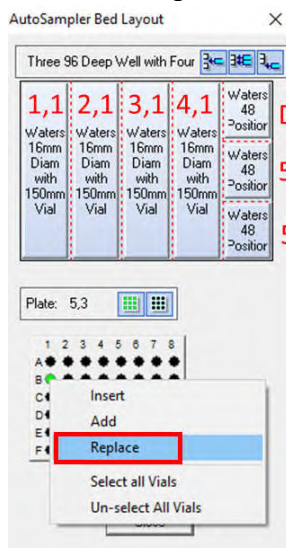 AutoSampler Bed Layout
Three 96 Deep Well with Four
1,1 2,1 3,1 4,1
Waters 16mm Diam with 150mm Vial
Waters 16mm Diam with 150mm Vial
Waters 16mm Diam with 150mm Vial
Waters 16mm Diam with 150mm Vial
Waters 48 Position
Waters 48 Position
Waters 48 Position
Plate: 5,3
1 2 3 4 5 6 7 8
A
B
C
D
E
F
Insert
Add
Replace
Select all Vials
Un-select All Vials